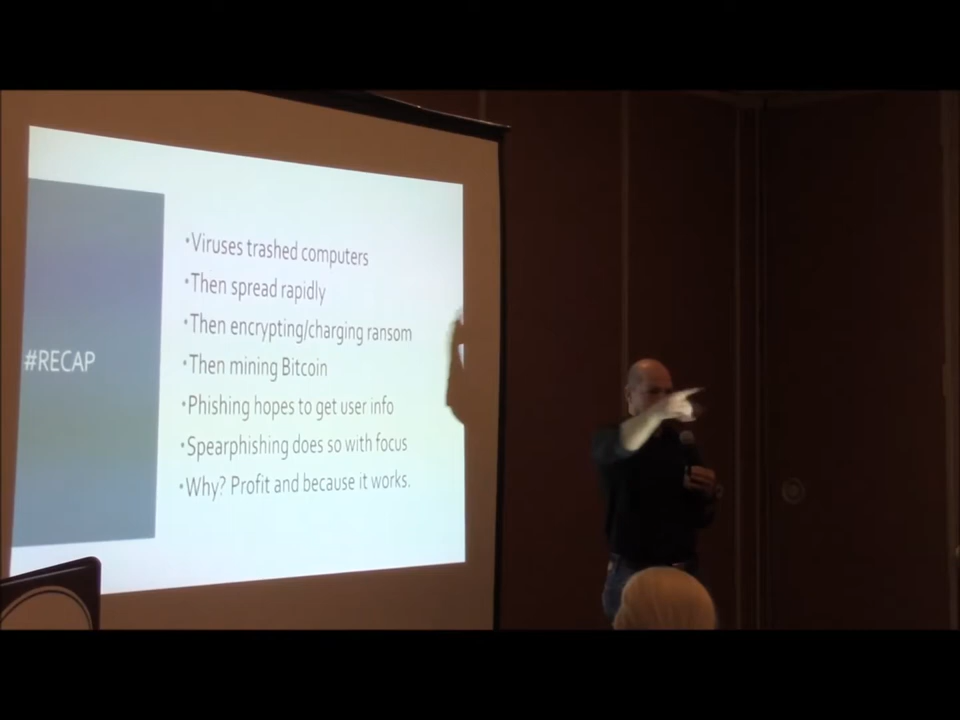 #RECAP
•Viruses trashed computers
•Then spread rapidly
•Then encrypting/charging ransom
•Then mining Bitcoin
•Phishing hopes to get user info
•Spearphishing does so with focus
•Why? Profit and because it works.